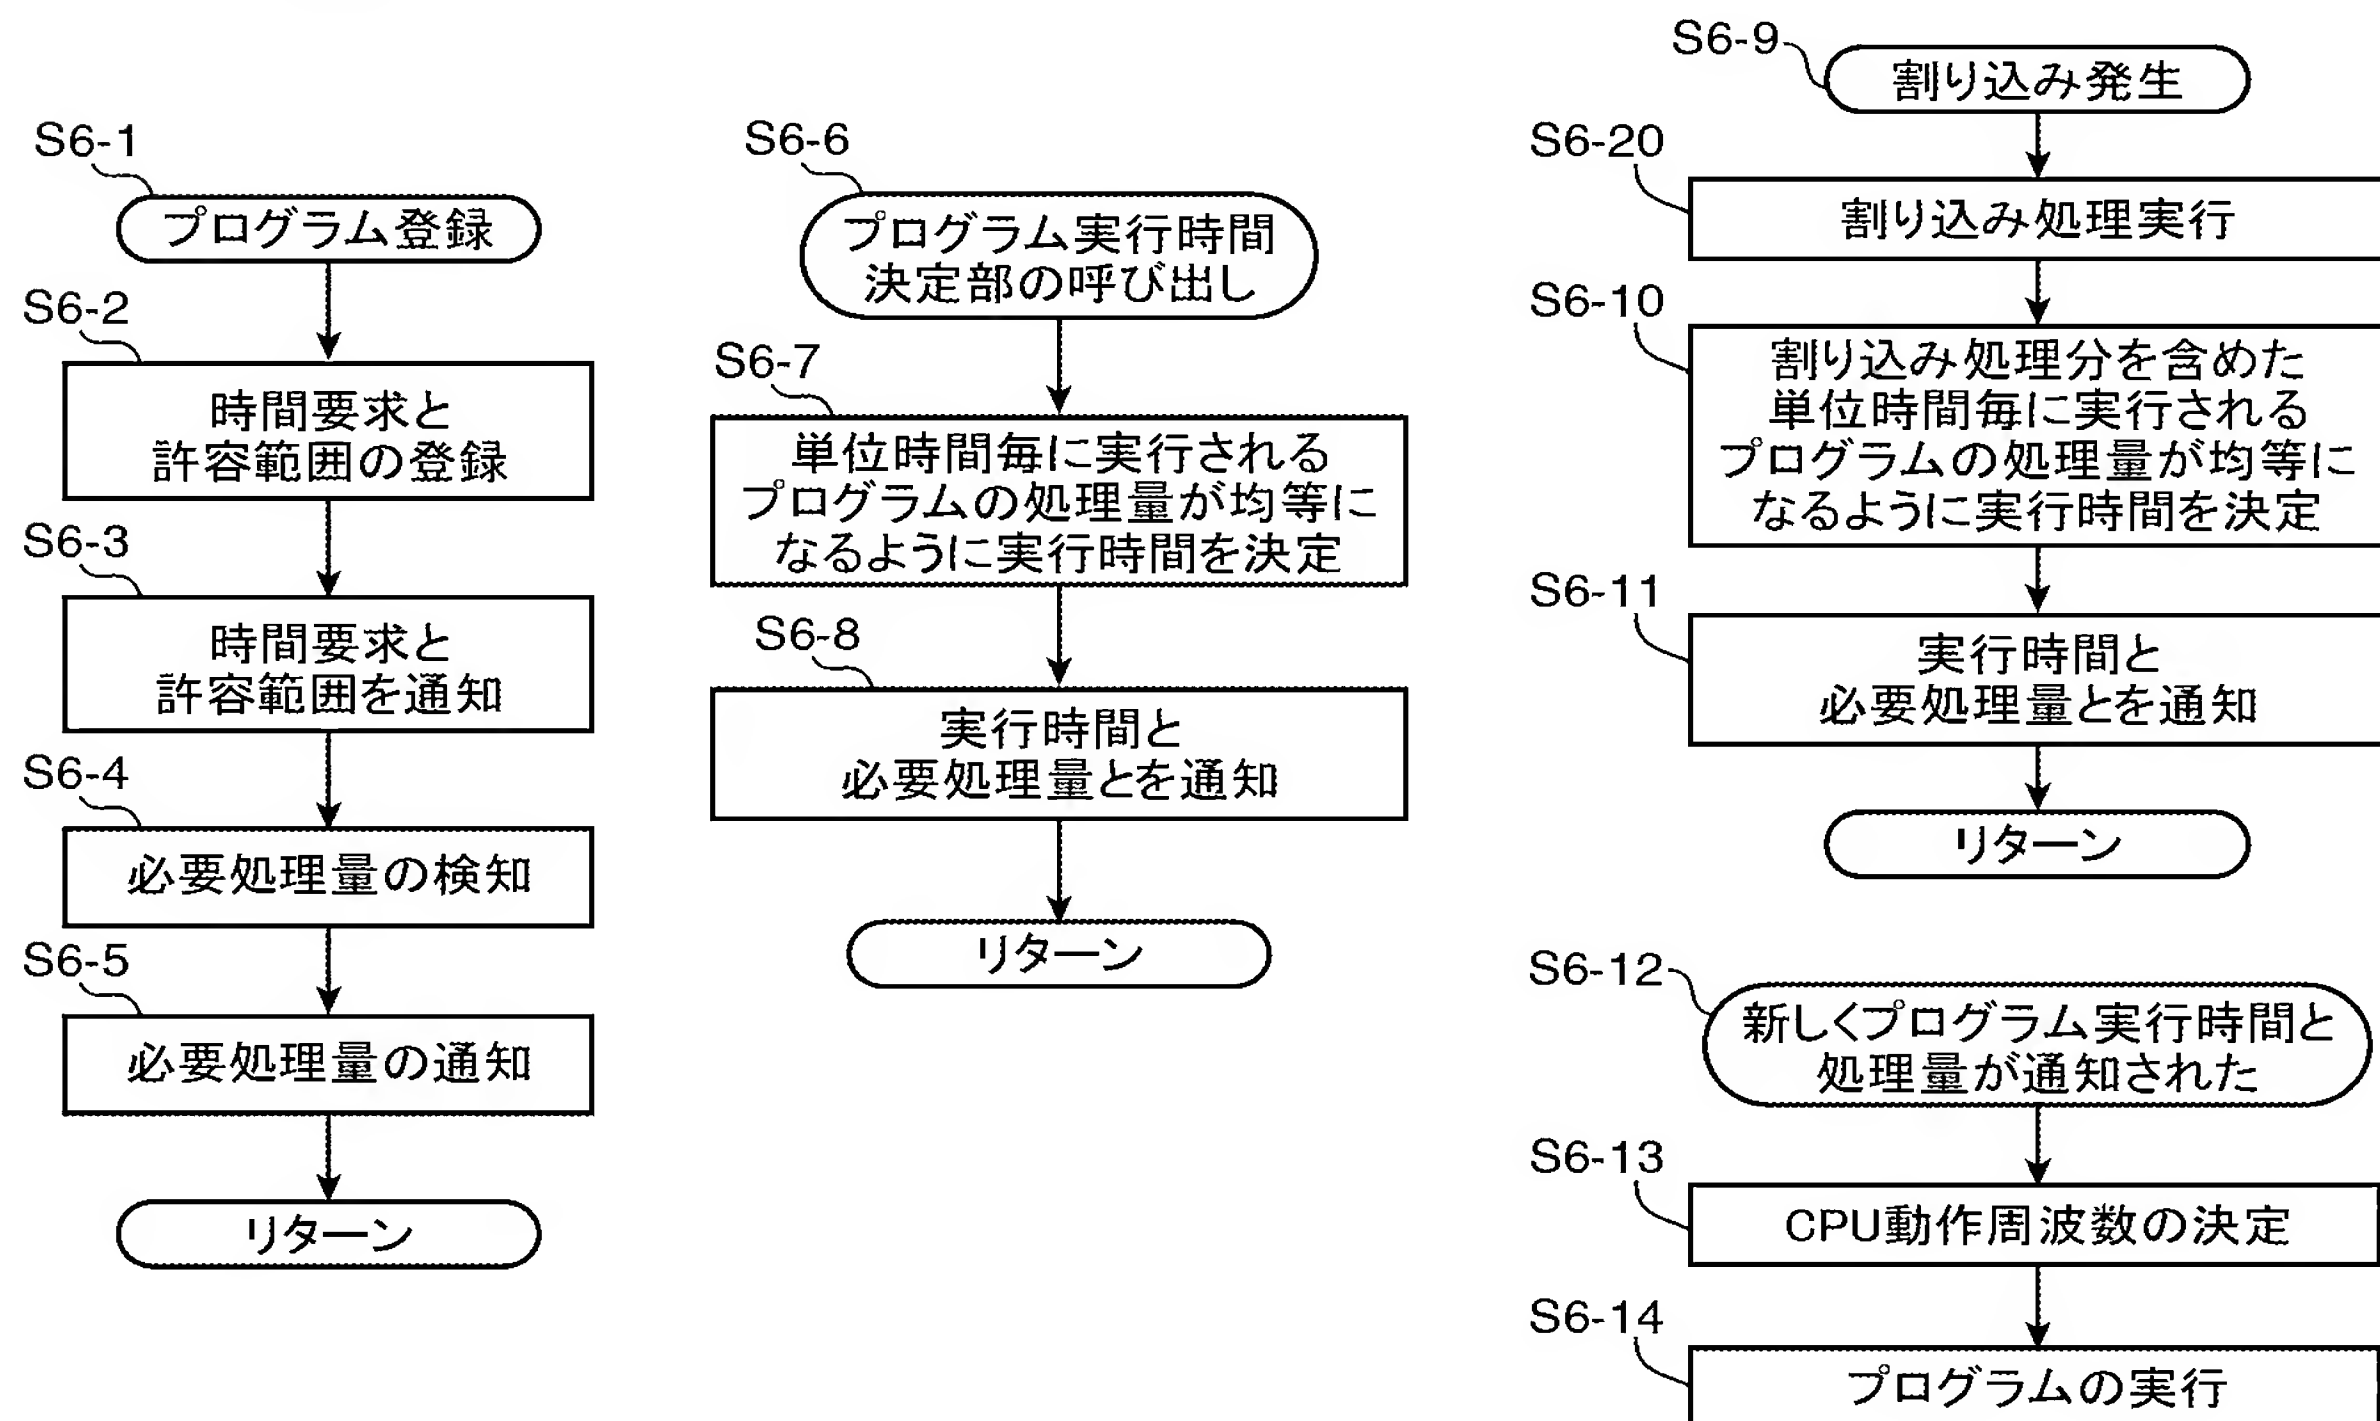 S6-1
プログラム登録
S6-2
時間要求と
許容範囲の登録
S6-3
時間要求と
許容範囲を通知
S6-4
必要処理量の検知
S6-5
必要処理量の通知
リターン
S6-6
プログラム実行時間
決定部の呼び出し
S6-7
単位時間毎に実行される
プログラムの処理量が均等に
なるように実行時間を決定
S6-8
実行時間と
必要処理量とを通知
リターン
S6-9
割り込み発生
S6-20
割り込み処理実行
S6-10
割り込み処理分を含めた
単位時間毎に実行される
プログラムの処理量が均等に
なるように実行時間を決定
S6-11
実行時間と
必要処理量とを通知
リターン
S6-12
新しくプログラム実行時間と
処理量が通知された
S6-13
CPU動作周波数の決定
S6-14
プログラムの実行